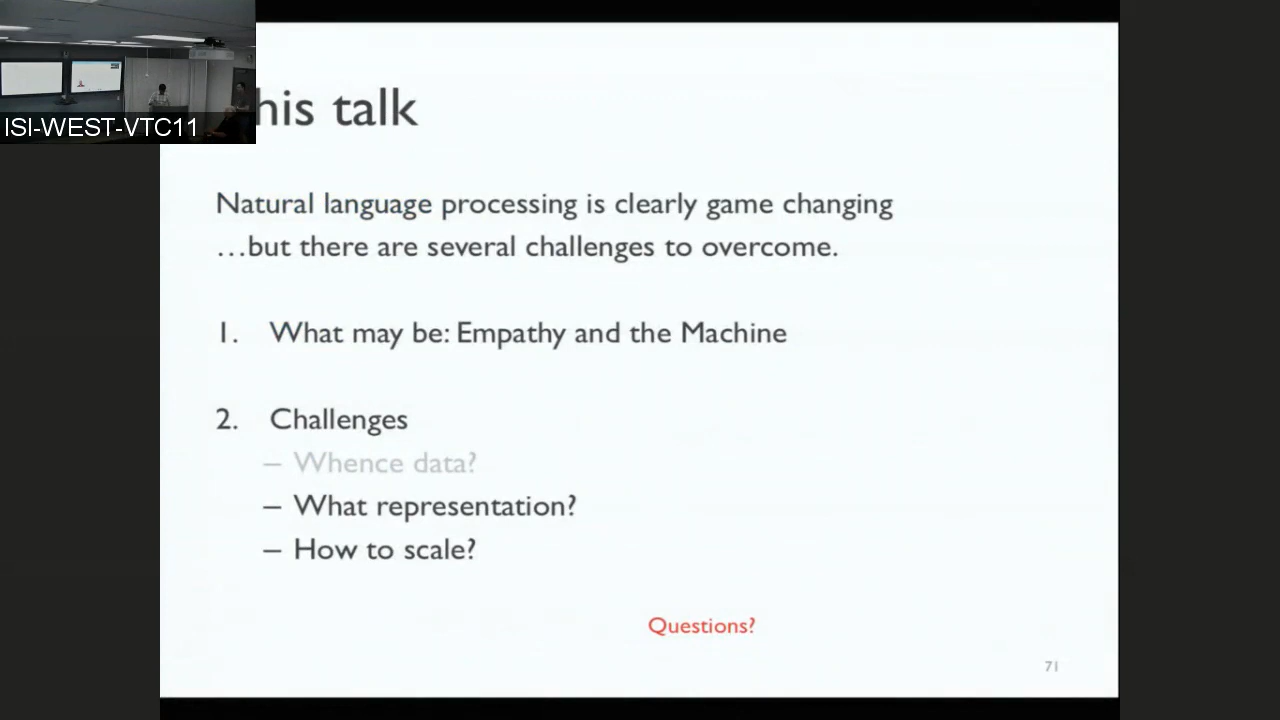 ISI-WEST-VTC11
his talk
Natural language processing is clearly game changing
…but there are several challenges to overcome.
1. What may be: Empathy and the Machine
2. Challenges
– Whence data?
– What representation?
– How to scale?
Questions?
71